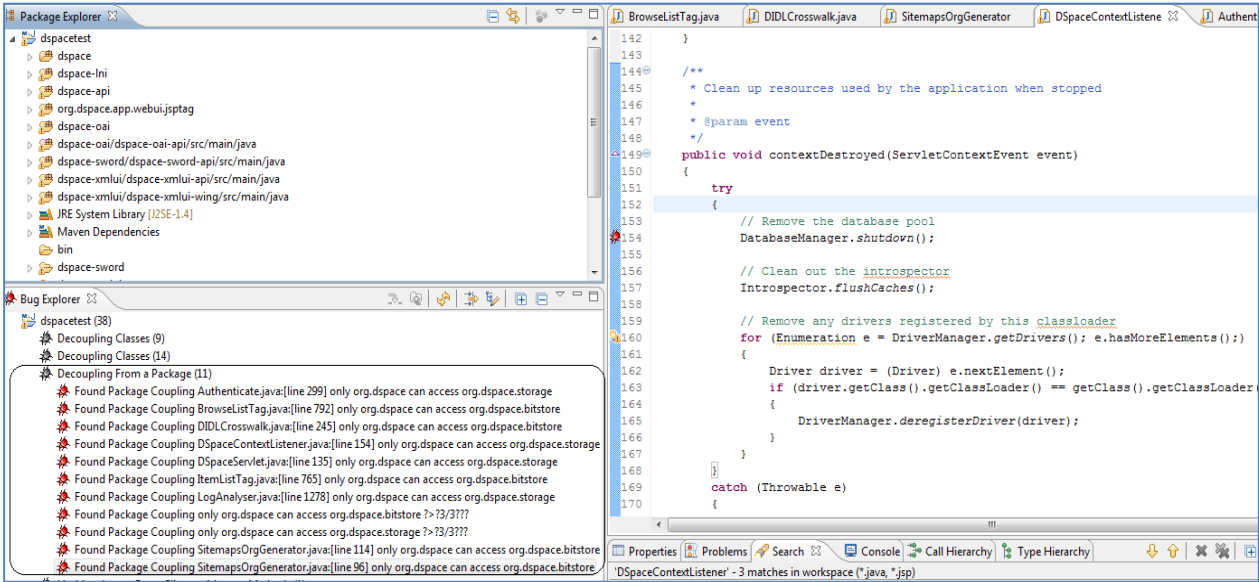 Package Explorer
dspacetest
dspace
dspace-lni
dspace-api
org.dspace.app.webui.jsptag
dspace-oai
dspace-oai/dspace-oai-api/src/main/java
dspace-sword/dspace-sword-api/src/main/java
dspace-xmlui/dspace-xmlui-api/src/main/java
dspace-xmlui/dspace-xmlui-wing/src/main/java
JRE System Library [J2SE-1.4]
Maven Dependencies
bin
dspace-sword
Bug Explorer
dspacetest (38)
Decoupling Classes (9)
Decoupling Classes (14)
Decoupling From a Package (11)
Found Package Coupling Authenticate.java:[line 299] only org.dspace can access org.dspace.storage
Found Package Coupling BrowseListTag.java:[line 792] only org.dspace can access org.dspace.bitstore
Found Package Coupling DIDLCrosswalk.java:[line 245] only org.dspace can access org.dspace.bitstore
Found Package Coupling DSpaceContextListener.java:[line 154] only org.dspace can access org.dspace.storage
Found Package Coupling DSpaceServlet.java:[line 135] only org.dspace can access org.dspace.storage
Found Package Coupling ItemListTag.java:[line 765] only org.dspace can access org.dspace.bitstore
Found Package Coupling LogAnalyser.java:[line 1278] only org.dspace can access org.dspace.storage
Found Package Coupling only org.dspace can access org.dspace.bitstore ?>?3/3???
Found Package Coupling only org.dspace can access org.dspace.storage ?>?3/3???
Found Package Coupling SitemapsOrgGenerator.java:[line 114] only org.dspace can access org.dspace.bitstore
Found Package Coupling SitemapsOrgGenerator.java:[line 96] only org.dspace can access org.dspace.bitstore
BrowseListTag.java DIDLCrosswalk.java SitemapsOrgGenerator DSpaceContextListene Authent
142 }
143
144 /**
145 * Clean up resources used by the application when stopped
146 *
147 * @param event
148 */
149 public void contextDestroyed(ServletContextEvent event)
150 {
151 try
152 {
153 // Remove the database pool
154 DatabaseManager.shutdown();
155
156 // Clean out the introspector
157 Introspector.flushCaches();
158
159 // Remove any drivers registered by this classloader
160 for (Enumeration e = DriverManager.getDrivers(); e.hasMoreElements();)
161 {
162 Driver driver = (Driver) e.nextElement();
163 if (driver.getClass().getClassLoader() == getClass().getClassLoader(
164 {
165 DriverManager.deregisterDriver(driver);
166 }
167 }
168 }
169 catch (Throwable e)
170 {
Properties Problems Search Console Call Hierarchy Type Hierarchy
'DSpaceContextListener' - 3 matches in workspace (*.java, *.jsp)